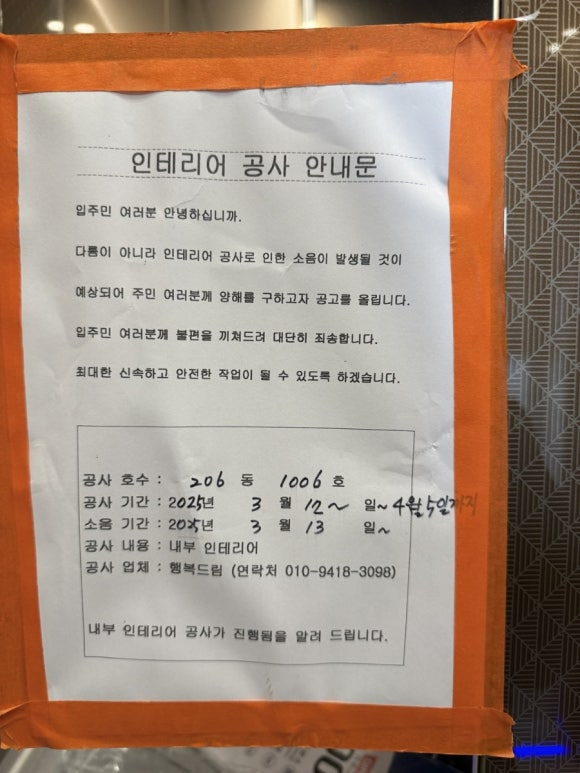 인테리어 공사 안내문
입주민 여러분 안녕하십니까.
다름이 아니라 인테리어 공사로 인한 소음이 발생될 것이
예상되어 주민 여러분께 양해를 구하고자 공고를 올립니다.
입주민 여러분께 불편을 끼쳐드려 대단히 죄송합니다.
최대한 신속하고 안전한 작업이 될 수 있도록 하겠습니다.
공사 호수 : 206 동 1006 호
공사 기간 : 2025년 3 월 12~ 일~ 4월 5일까지
소음 기간 : 2025년 3 월 13 일~
공사 내용 : 내부 인테리어
공사 업체 : 행복드림 (연락처 010-9418-3098)
내부 인테리어 공사가 진행됨을 알려 드립니다.